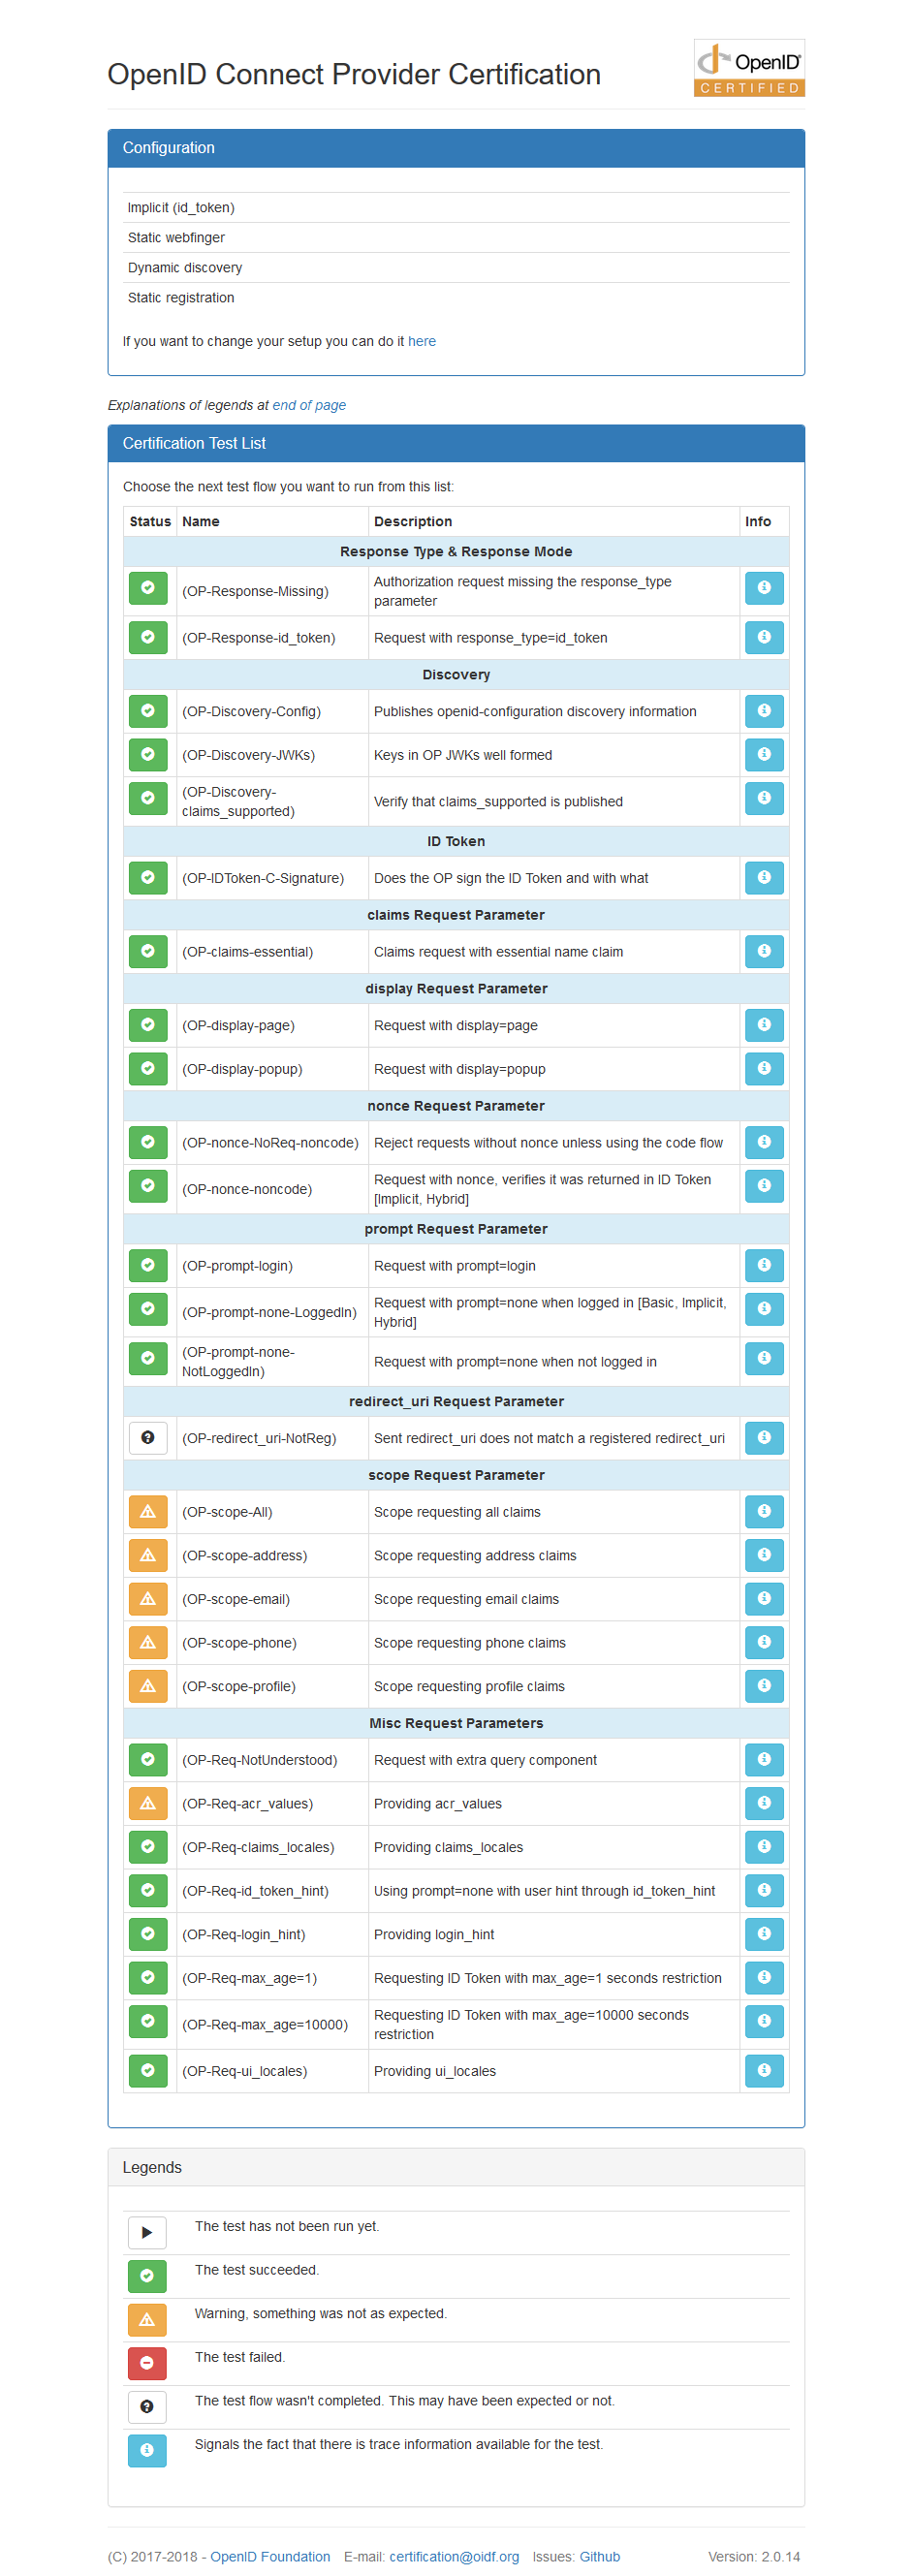 OpenID Connect Provider Certification
OpenID®
CERTIFIED
Configuration
Implicit (id_token)
Static webfinger
Dynamic discovery
Static registration
If you want to change your setup you can do it here
Explanations of legends at end of page
Certification Test List
Choose the next test flow you want to run from this list:
Status Name Description Info
Response Type & Response Mode
(OP-Response-Missing) Authorization request missing the response_type
parameter
(OP-Response-id_token) Request with response_type=id_token
Discovery
(OP-Discovery-Config) Publishes openid-configuration discovery information
(OP-Discovery-JWKs) Keys in OP JWKs well formed
(OP-Discovery-
claims_supported) Verify that claims_supported is published
ID Token
(OP-IDToken-C-Signature) Does the OP sign the ID Token and with what
claims Request Parameter
(OP-claims-essential) Claims request with essential name claim
display Request Parameter
(OP-display-page) Request with display=page
(OP-display-popup) Request with display=popup
nonce Request Parameter
(OP-nonce-NoReq-noncode) Reject requests without nonce unless using the code flow
(OP-nonce-noncode) Request with nonce, verifies it was returned in ID Token
[Implicit, Hybrid]
prompt Request Parameter
(OP-prompt-login) Request with prompt=login
(OP-prompt-none-LoggedIn) Request with prompt=none when logged in [Basic, Implicit,
Hybrid]
(OP-prompt-none-
NotLoggedIn) Request with prompt=none when not logged in
redirect_uri Request Parameter
(OP-redirect_uri-NotReg) Sent redirect_uri does not match a registered redirect_uri
scope Request Parameter
(OP-scope-All) Scope requesting all claims
(OP-scope-address) Scope requesting address claims
(OP-scope-email) Scope requesting email claims
(OP-scope-phone) Scope requesting phone claims
(OP-scope-profile) Scope requesting profile claims
Misc Request Parameters
(OP-Req-NotUnderstood) Request with extra query component
(OP-Req-acr_values) Providing acr_values
(OP-Req-claims_locales) Providing claims_locales
(OP-Req-id_token_hint) Using prompt=none with user hint through id_token_hint
(OP-Req-login_hint) Providing login_hint
(OP-Req-max_age=1) Requesting ID Token with max_age=1 seconds restriction
(OP-Req-max_age=10000) Requesting ID Token with max_age=10000 seconds
restriction
(OP-Req-ui_locales) Providing ui_locales
Legends
The test has not been run yet.
The test succeeded.
Warning, something was not as expected.
The test failed.
The test flow wasn't completed. This may have been expected or not.
Signals the fact that there is trace information available for the test.
(C) 2017-2018 - OpenID Foundation E-mail: certification@oidf.org Issues: Github Version: 2.0.14